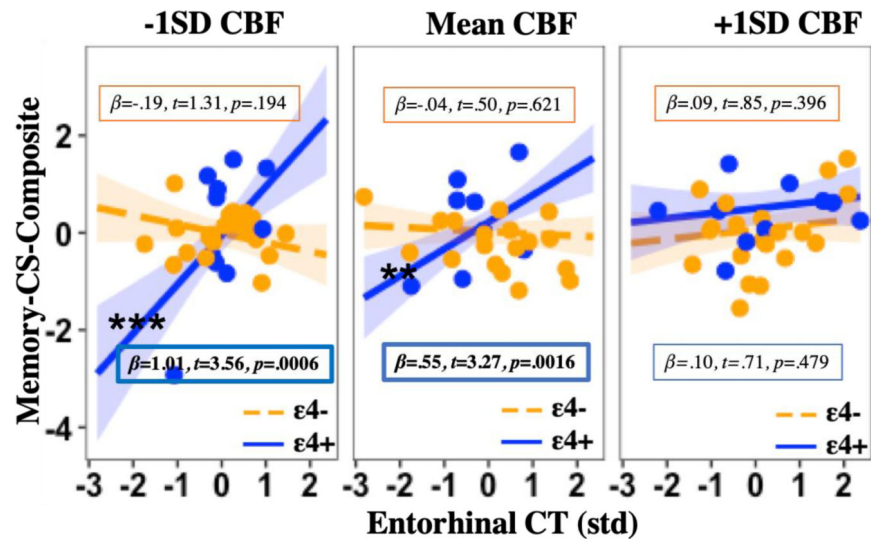 -1SD CBF
Mean CBF
+1SD CBF
β=-.19, t=1.31, p=.194
β=-.04, t=.50, p=.621
β=.09, t=.85, p=.396
Memory-CS-Composite
2
0
-2
-4
***
**
β=1.01, t=3.56, p=.0006
β=.55, t=3.27, p=.0016
β=.10, t=.71, p=.479
ε4-
ε4+
ε4-
ε4+
ε4-
ε4+
-3 -2 -1 0 1 2
-3 -2 -1 0 1 2
-3 -2 -1 0 1 2
Entorhinal CT (std)